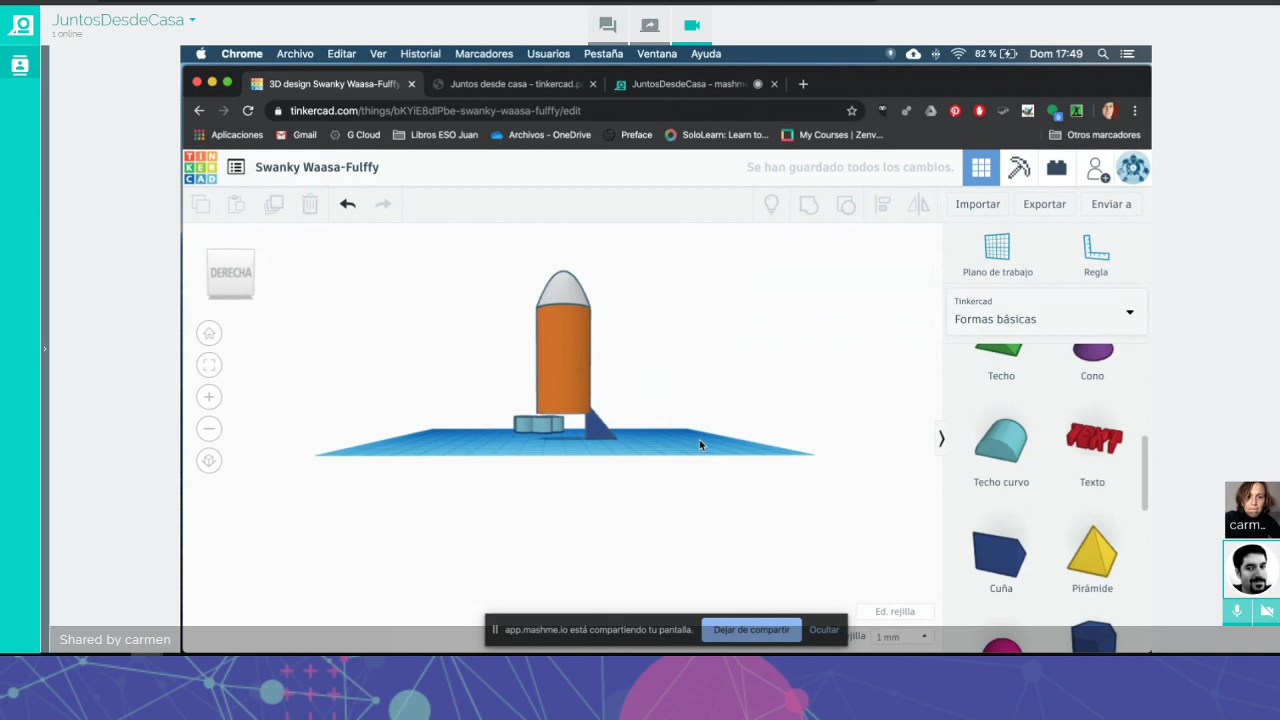 JuntosDesdeCasa
1 online
Chrome Archivo Editar Ver Historial Marcadores Usuarios Pestaña Ventana Ayuda 82 % Dom 17:49
3D design Swanky Waasa-Fulffy Juntos desde casa - tinkercad.p JuntosDesdeCasa - mashm
tinkercad.com/things/bKYiE8dlPbe-swanky-waasa-fulffy/edit
Aplicaciones Gmail G Cloud Libros ESO Juan Archivos - OneDrive Preface SoloLearn: Learn to... My Courses | Zenv... Otros marcadores
TIN
KER
CAD
Swanky Waasa-Fulffy
Se han guardado todos los cambios.
Importar Exportar Enviar a
DERECHA
Plano de trabajo Regla
Tinkercad
Formas básicas
Techo Cono
TEXT
Techo curvo Texto
Cuña Pirámide
Ed. rejilla
ejilla 1 mm
app.mashme.io está compartiendo tu pantalla. Dejar de compartir Ocultar
carm...
Shared by carmen